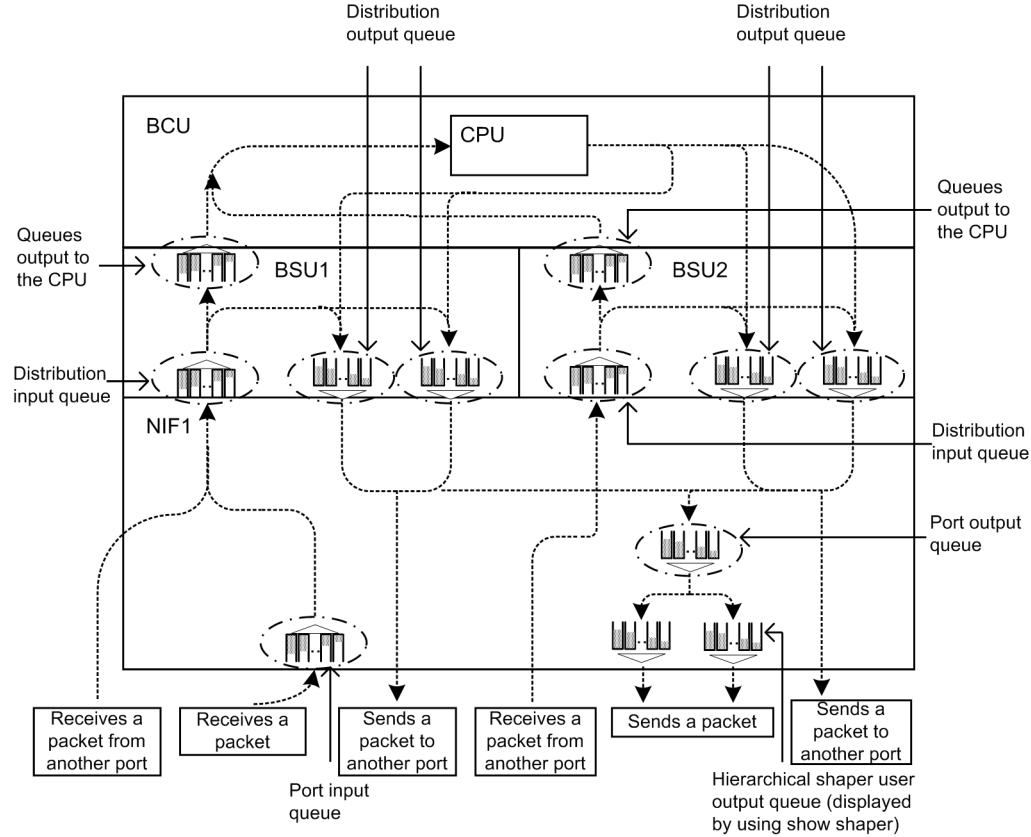 Distribution
output queue
Distribution
output queue
BCU
CPU
Queues
output to
the CPU
Queues
output to
the CPU
BSU1
BSU2
Distribution
input queue
NIF1
Distribution
input queue
Port output
queue
Receives a
packet from
another port
Receives a
packet
Sends a
packet to
another port
Receives a
packet from
another port
Sends a packet
Sends a
packet to
another port
Port input
queue
Hierarchical shaper user
output queue (displayed
by using show shaper)